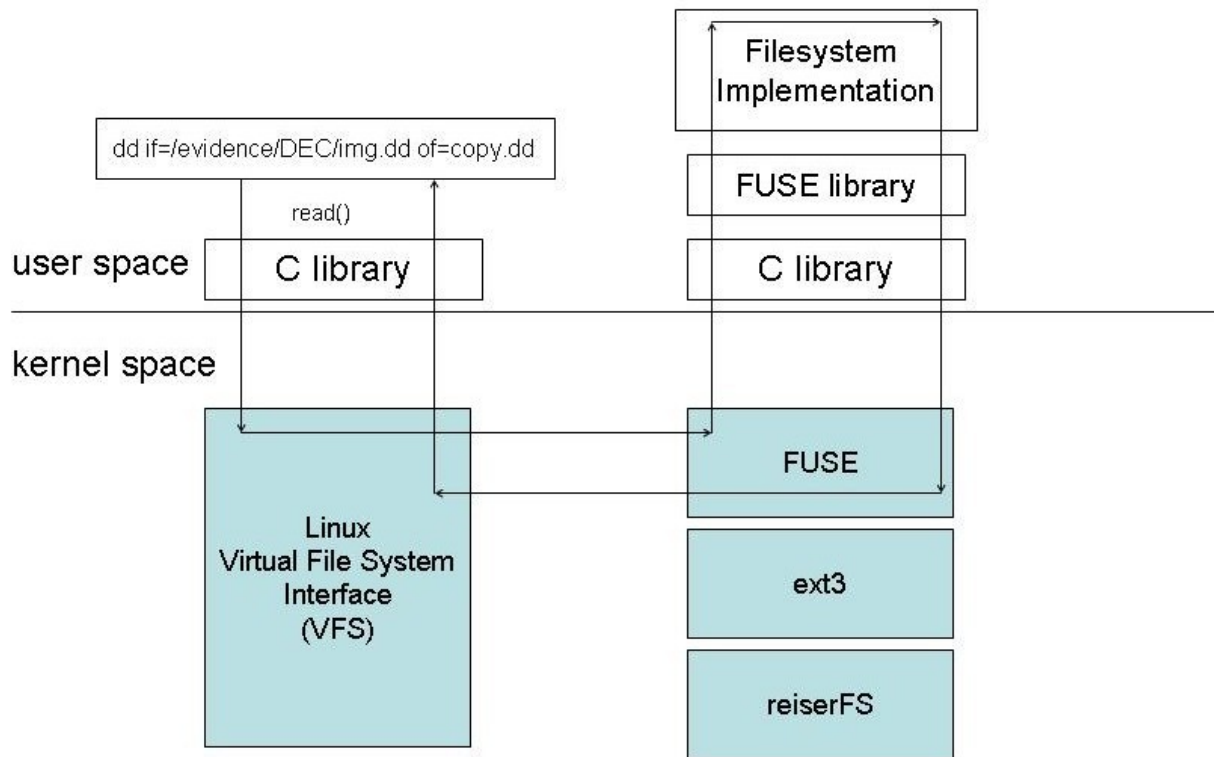 Filesystem
Implementation
dd if=/evidence/DEC/img.dd of=copy.dd
FUSE library
read()
user space
C library
C library
kernel space
FUSE
Linux
Virtual File System
Interface
(VFS)
ext3
reiserFS